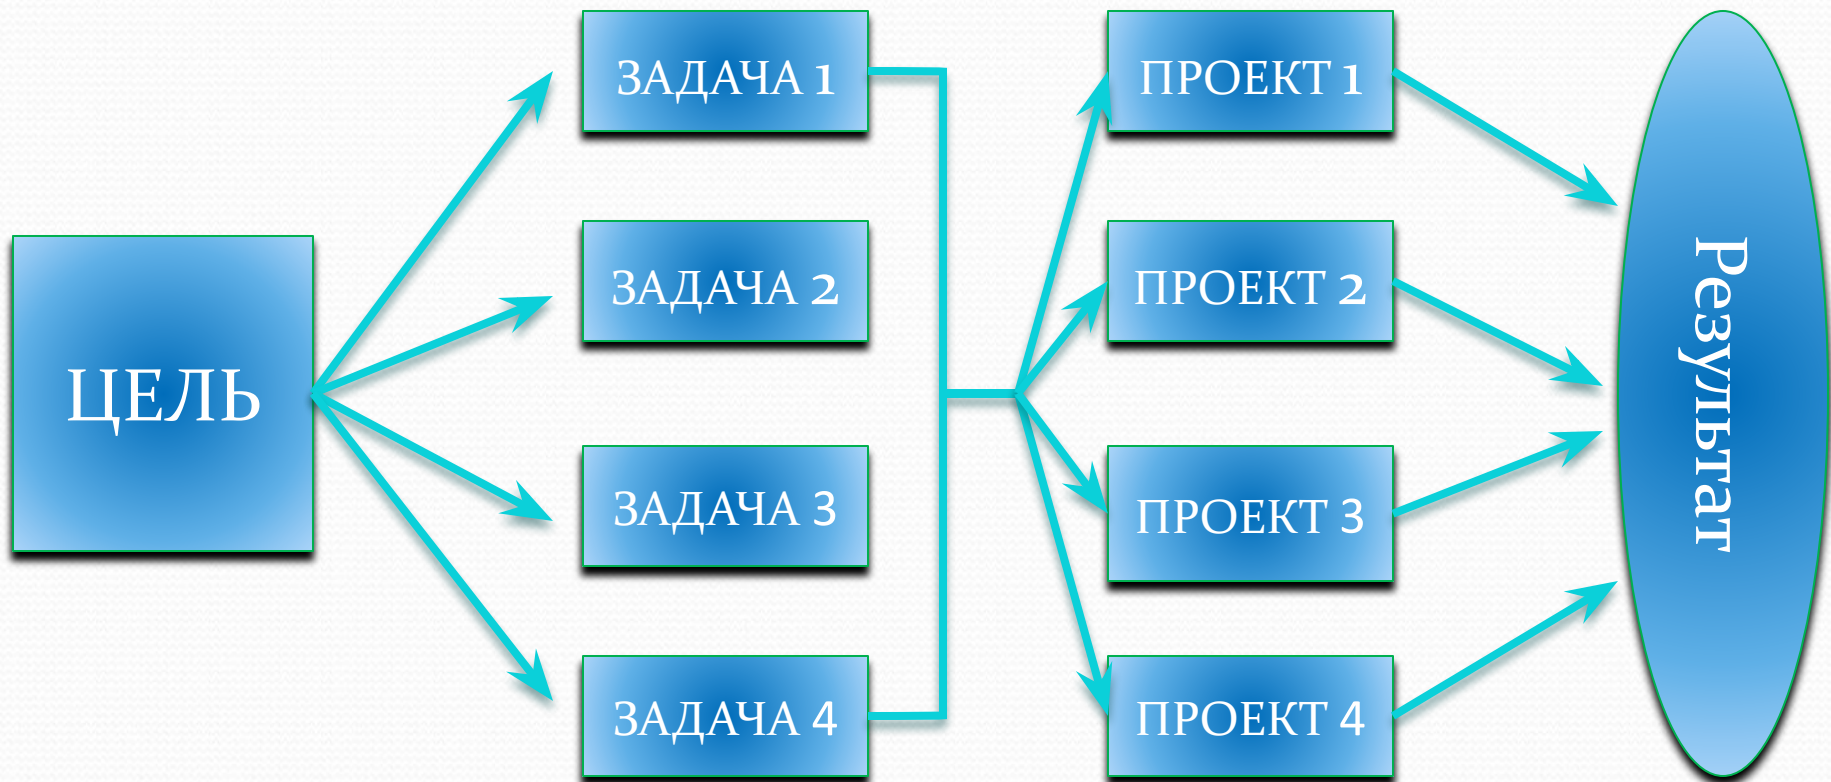 ЦЕЛЬ
ЗАДАЧА 1
ЗАДАЧА 2
ЗАДАЧА 3
ЗАДАЧА 4
ПРОЕКТ 1
ПРОЕКТ 2
ПРОЕКТ 3
ПРОЕКТ 4
Результат